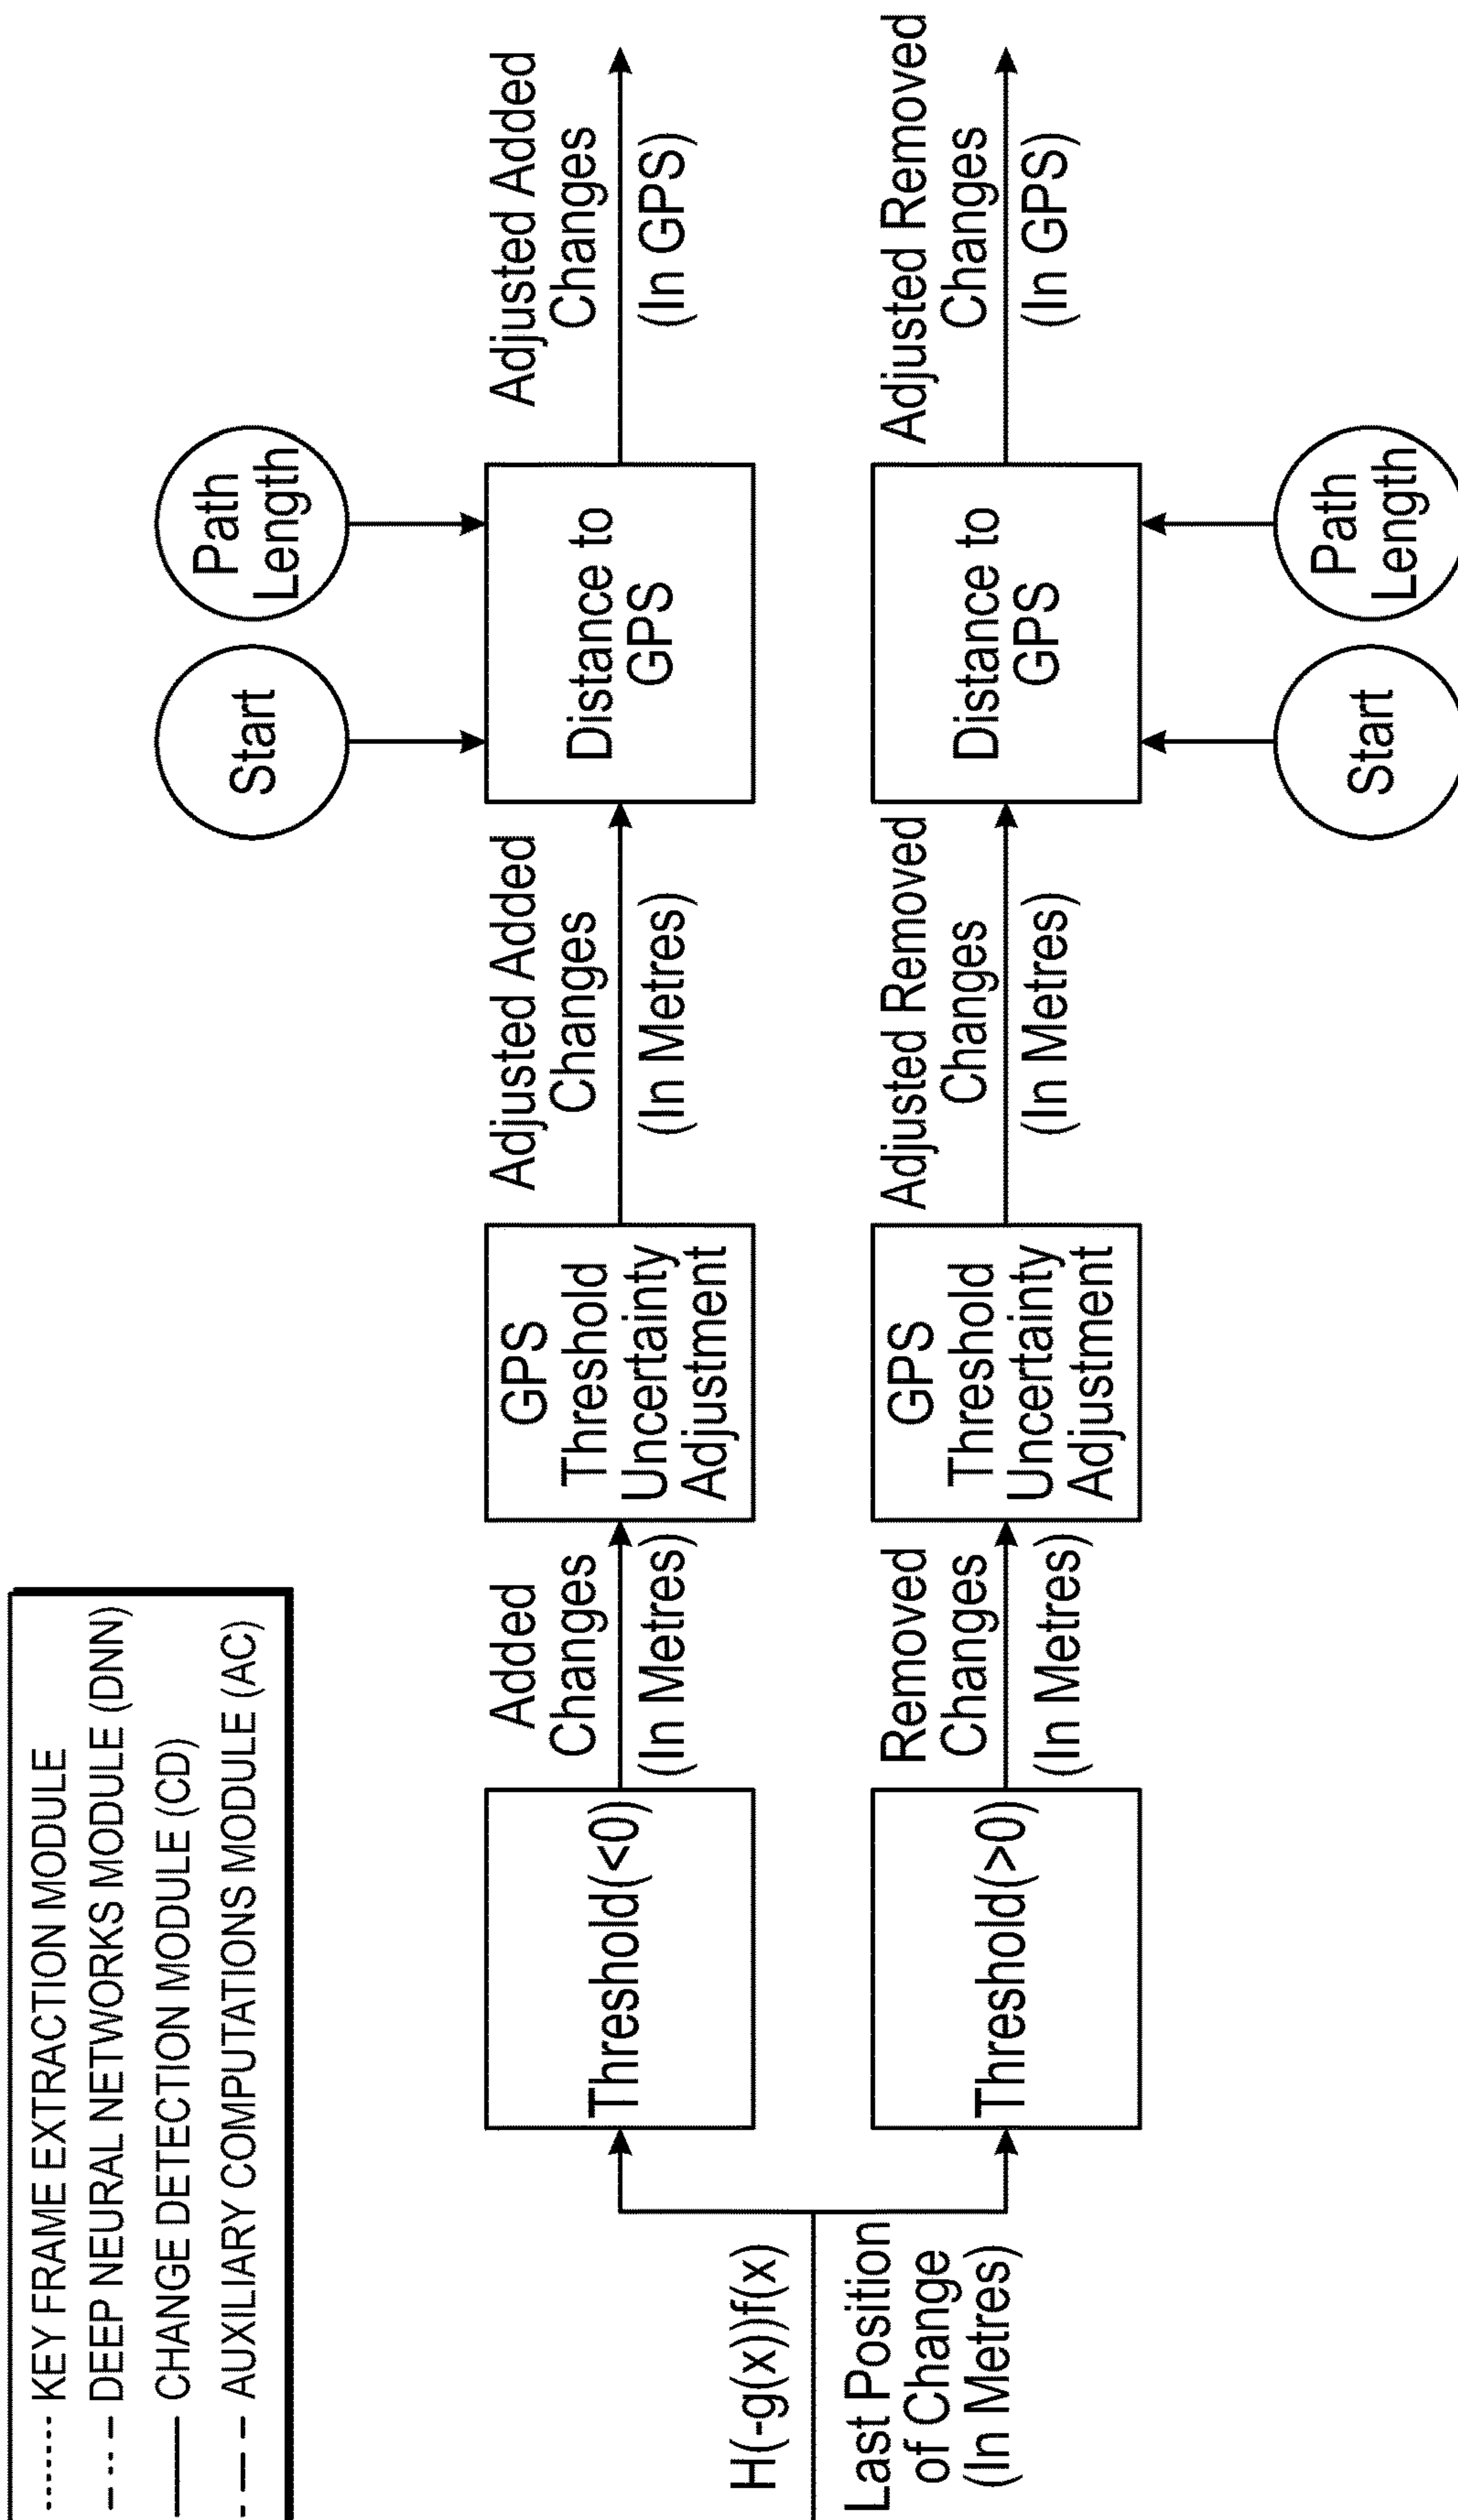 KEY FRAME EXTRACTION MODULE
DEEP NEURAL NETWORKS MODULE (DNN)
CHANGE DETECTION MODULE (CD)
AUXILIARY COMPUTATIONS MODULE (AC)
H(-g(x))f(x)
Last Position
of Change
(In Metres)
Threshold(<0)
Added
Changes
(In Metres)
GPS
Threshold
Uncertainty
Adjustment
Adjusted Added
Changes
(In Metres)
Start
Path
Length
Distance to
GPS
Adjusted Added
Changes
(In GPS)
Threshold(>0)
Removed
Changes
(In Metres)
GPS
Threshold
Uncertainty
Adjustment
Adjusted Removed
Changes
(In Metres)
Distance to
GPS
Start
Path
Length
Adjusted Removed
Changes
(In GPS)